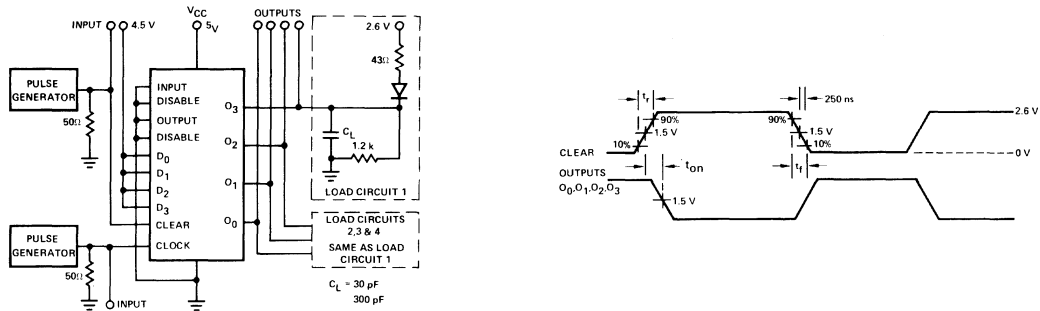 INPUT
4.5 V
VCC
5V
OUTPUTS
PULSE
GENERATOR
50Ω
INPUT
DISABLE
OUTPUT
DISABLE
D0
D1
D2
D3
CLEAR
CLOCK
O3
O2
O1
O0
2.6 V
43Ω
CL
1.2 k
LOAD CIRCUIT 1
LOAD CIRCUITS
2,3 & 4
SAME AS LOAD
CIRCUIT 1
PULSE
GENERATOR
50Ω
INPUT
CL = 30 pF
300 pF
tr
90%
1.5 V
10%
CLEAR
250 ns
90%
1.5 V
10%
tf
2.6 V
0 V
ton
OUTPUTS
O0,O1,O2,O3
1.5 V